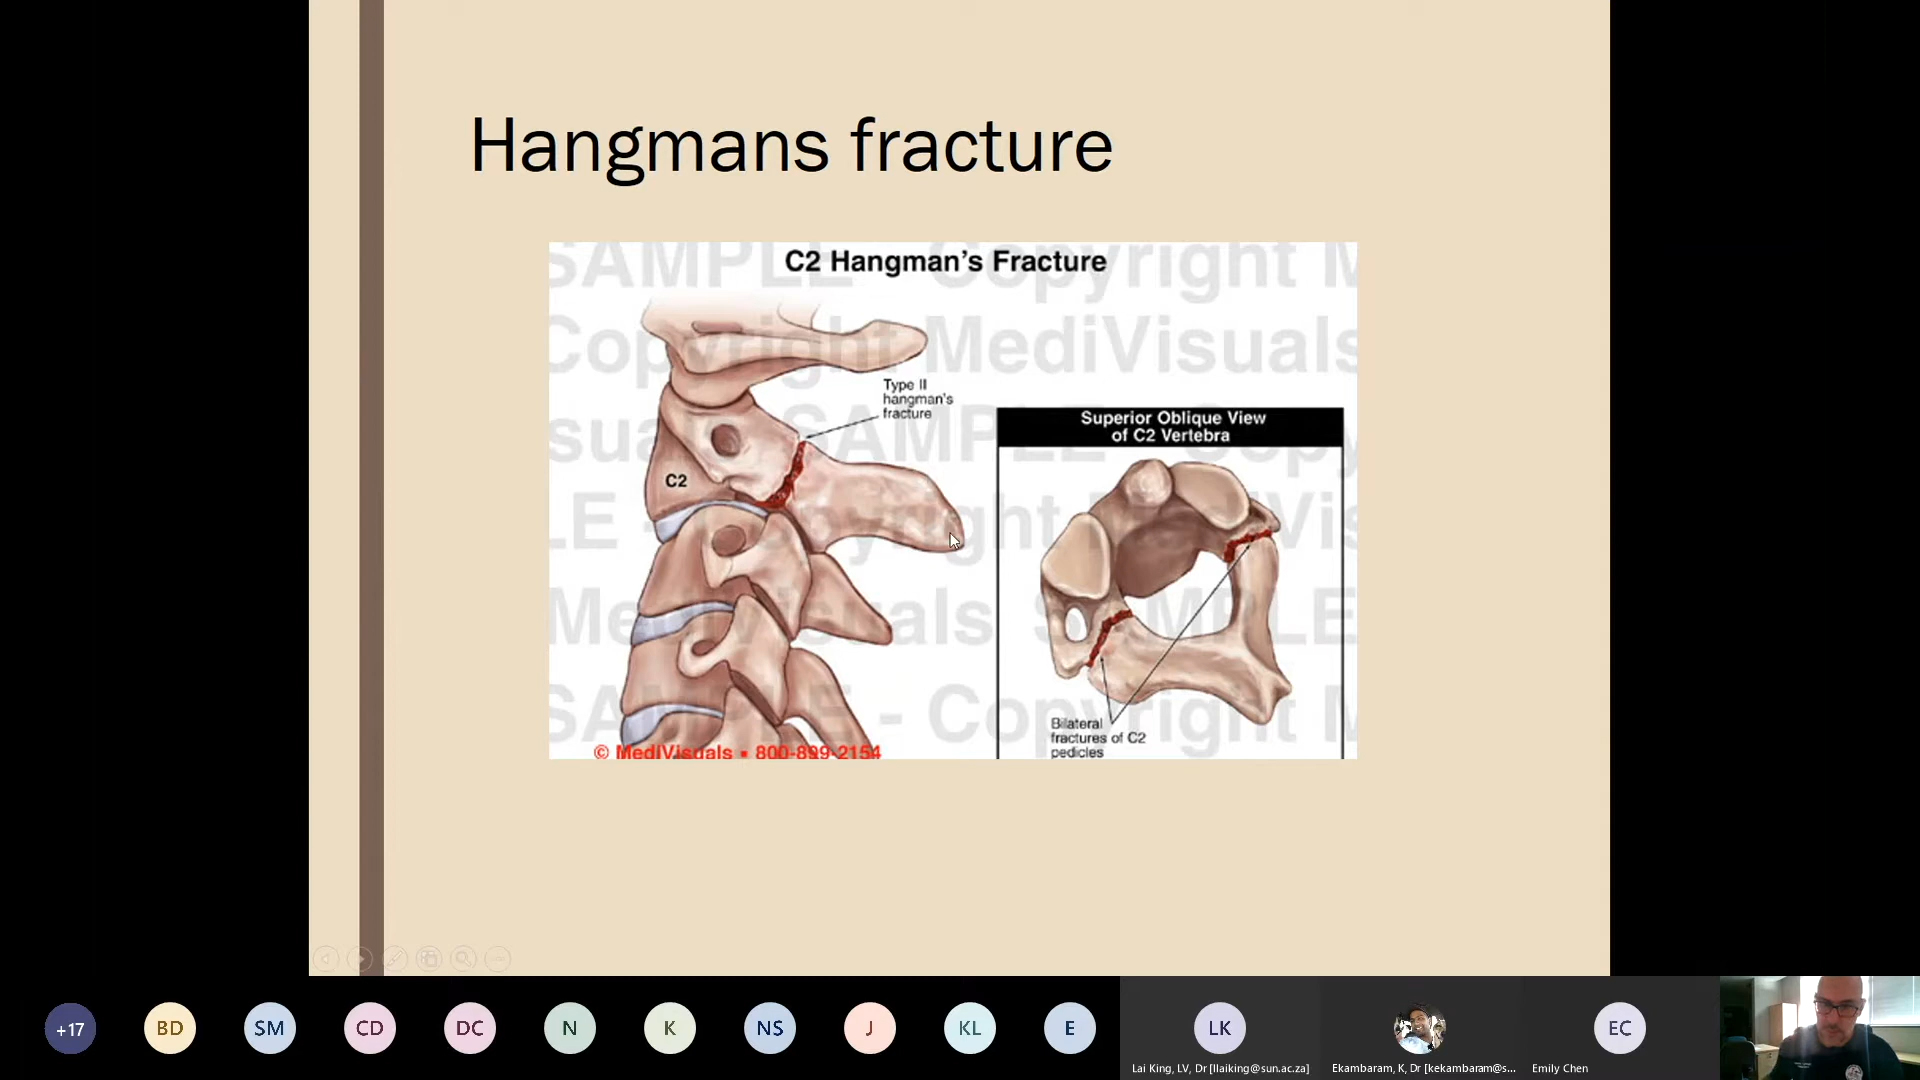 Hangmans fracture
C2 Hangman's Fracture
SAMPLE - Copyright M
Copyright MediVisuals
Type II
hangman's
fracture
Superior Oblique View
of C2 Vertebra
C2
LE - Copyright MediVis
MediVisuals SAMPLE
SAMPLE - Copyright M
Bilateral
fractures of C2
pedicles
© MediVisuals ▪ 800-899-2154
+17
BD
SM
CD
DC
N
K
NS
J
KL
E
LK
EC
Lai King, LV, Dr [llaiking@sun.ac.za]
Ekambaram, K, Dr [kekambaram@s...
Emily Chen